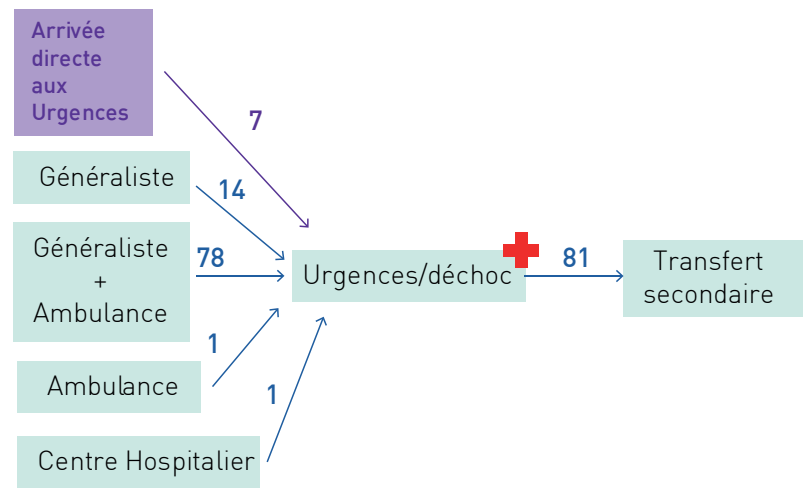 Arrivée
directe
aux
Urgences
7
Généraliste
14
Généraliste
+
Ambulance
78
Urgences/déchoc
81
Transfert
secondaire
1
Ambulance
1
Centre Hospitalier